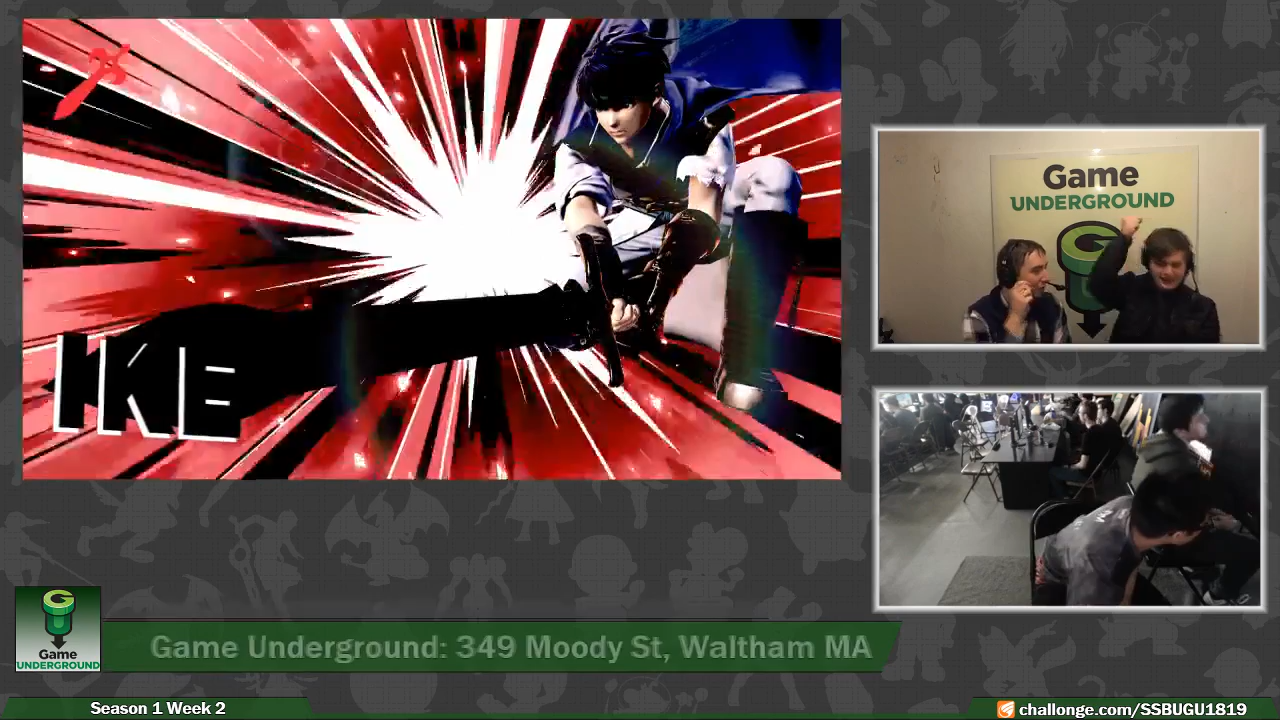 IKE
Game
UNDERGROUND
Game
UNDERGROUND
Game Underground: 349 Moody St, Waltham MA
Season 1 Week 2
challonge.com/SSBUGU1819